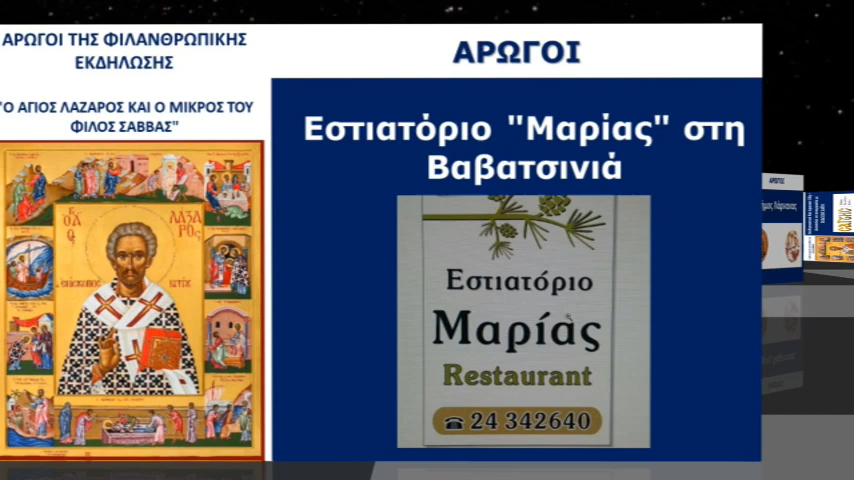 ΑΡΩΓΟΙ ΤΗΣ ΦΙΛΑΝΘΡΩΠΙΚΗΣ
ΕΚΔΗΛΩΣΗΣ
"Ο ΑΓΙΟΣ ΛΑΖΑΡΟΣ ΚΑΙ Ο ΜΙΚΡΟΣ ΤΟΥ
ΦΙΛΟΣ ΣΑΒΒΑΣ"
ΑΡΩΓΟΙ
Εστιατόριο "Μαρίας" στη
Βαβατσινιά
Εστιατόριο
Μαρίας
Restaurant
☎ 24 342640
ΑΡΩΓΟΙ